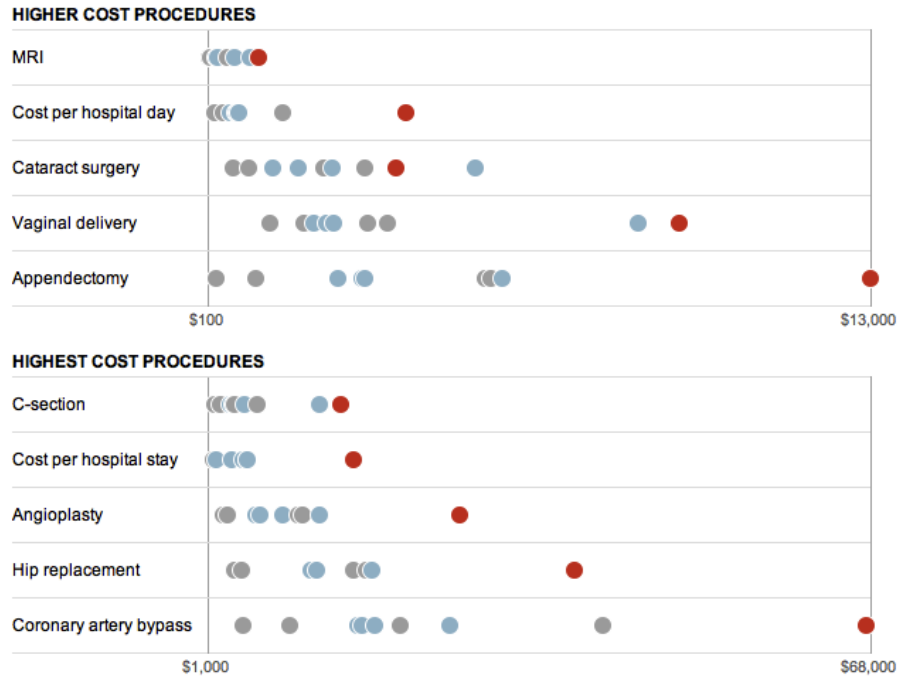 HIGHER COST PROCEDURES
MRI
Cost per hospital day
Cataract surgery
Vaginal delivery
Appendectomy
$100 $13,000
HIGHEST COST PROCEDURES
C-section
Cost per hospital stay
Angioplasty
Hip replacement
Coronary artery bypass
$1,000 $68,000